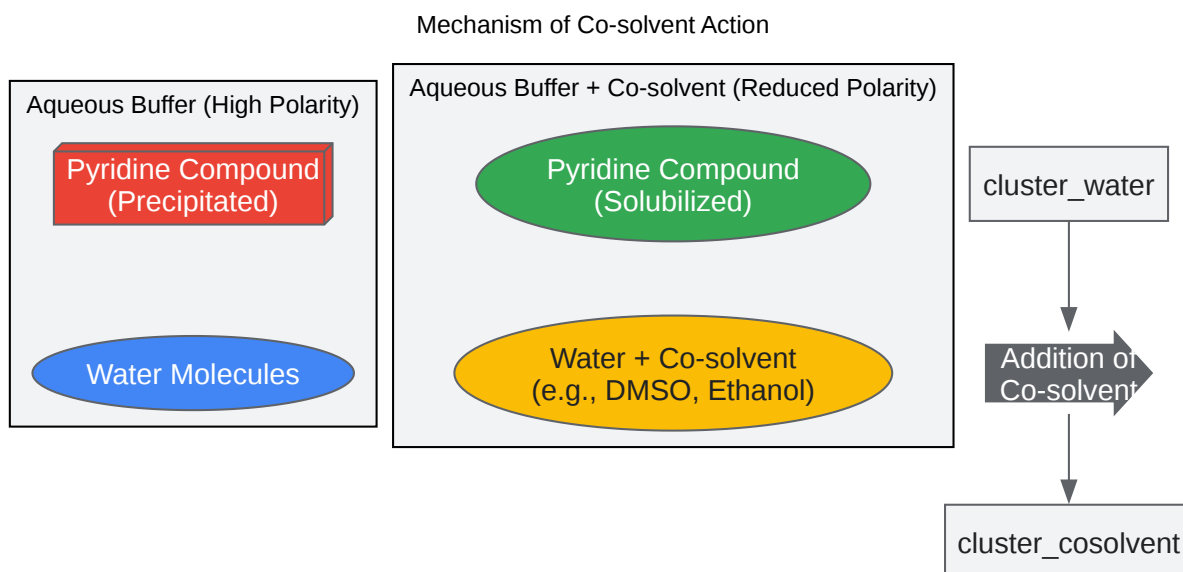 Mechanism of Co-solvent Action
Aqueous Buffer (High Polarity)
Pyridine Compound
(Precipitated)
Water Molecules
Aqueous Buffer + Co-solvent (Reduced Polarity)
Pyridine Compound
(Solubilized)
Water + Co-solvent
(e.g., DMSO, Ethanol)
cluster_water
Addition of
Co-solvent
cluster_cosolvent